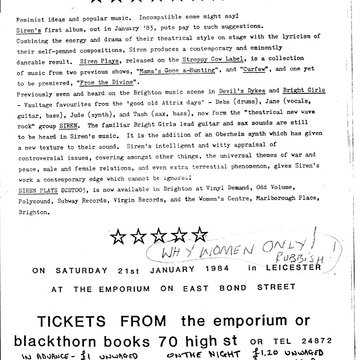 Feminist ideas and popular music. Incompatible some might say!
Siren's first album, out in January '83, puts pay to such suggestions.
Combining the energy and drama of their theatrical style on stage with the lyricism of
their self-penned compositions, Siren produces a contemporary and eminently
dancable result. Siren Plays, released on the Stroppy Cow Label, is a collection
of music from two previous shows, "Mama's Gone a-Hunting", and "Curfew", and one yet
to be premiered, "From the Divine".
Previously seen and heard on the Brighton music scene in Devil's Dykes and Bright Girls
- Vaultage favourites from the 'good old Attrix days' - Debs (drums), Jane (vocals,
guitar, bass), Jude (synth), and Tash (sax, bass), now form the "theatrical new wave
rock" group SIREN. The familiar Bright Girls lead guitar and sax sounds are still
to be heard in Siren's music. It is the addition of an Oberheim synth which has given
a new texture to their sound. Siren's intelligent and witty appraisal of
controversial issues, covering amongst other things, the universal themes of war and
peace, male and female relations, and even extra terrestrial phenomenon, gives Siren's
work a contemporary edge which cannot be ignored!
SIREN PLAYS (CST003), is now available in Brighton at Vinyl Demand, Odd Volume,
Polysound, Subway Records, Virgin Records, and the Women's Centre, Marlborough Place,
Brighton.
WHY WOMEN ONLY!
RUBBISH!
ON SATURDAY 21st JANUARY 1984 in LEICESTER
AT THE EMPORIUM ON EAST BOND STREET
TICKETS FROM the emporium or
blackthorn books 70 high st OR TEL 24872
IN ADVANCE - £1 UNWAGED ON THE NIGHT £1.20 UNWAGED